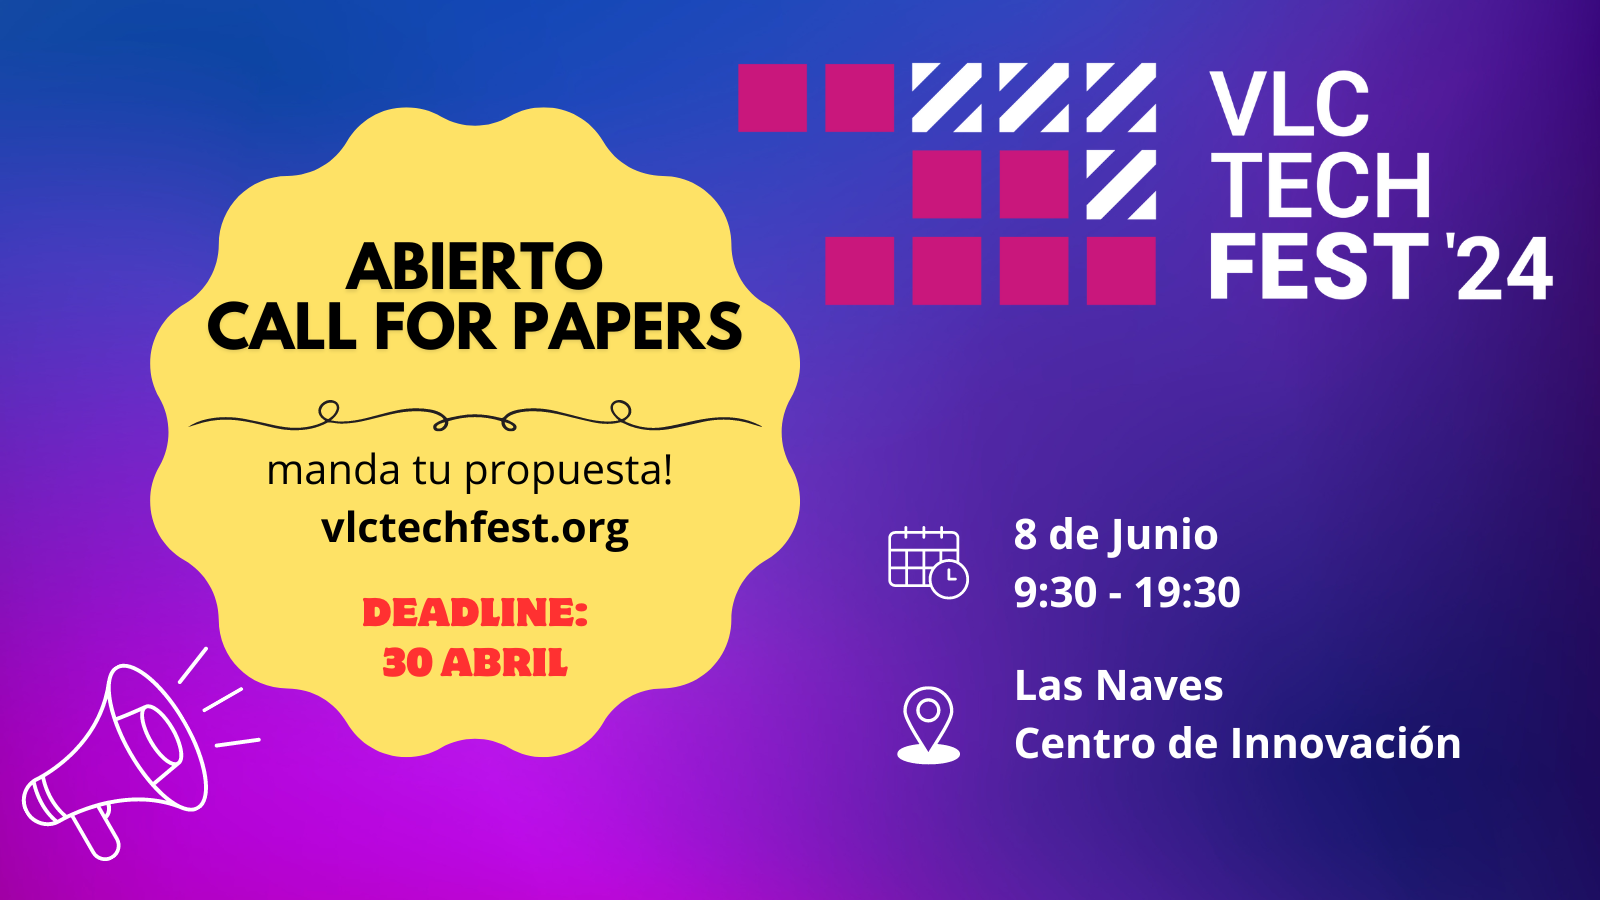 VLC
TECH
FEST '24
ABIERTO
CALL FOR PAPERS
manda tu propuesta!
vlctechfest.org
DEADLINE:
30 ABRIL
8 de Junio
9:30 - 19:30
Las Naves
Centro de Innovación